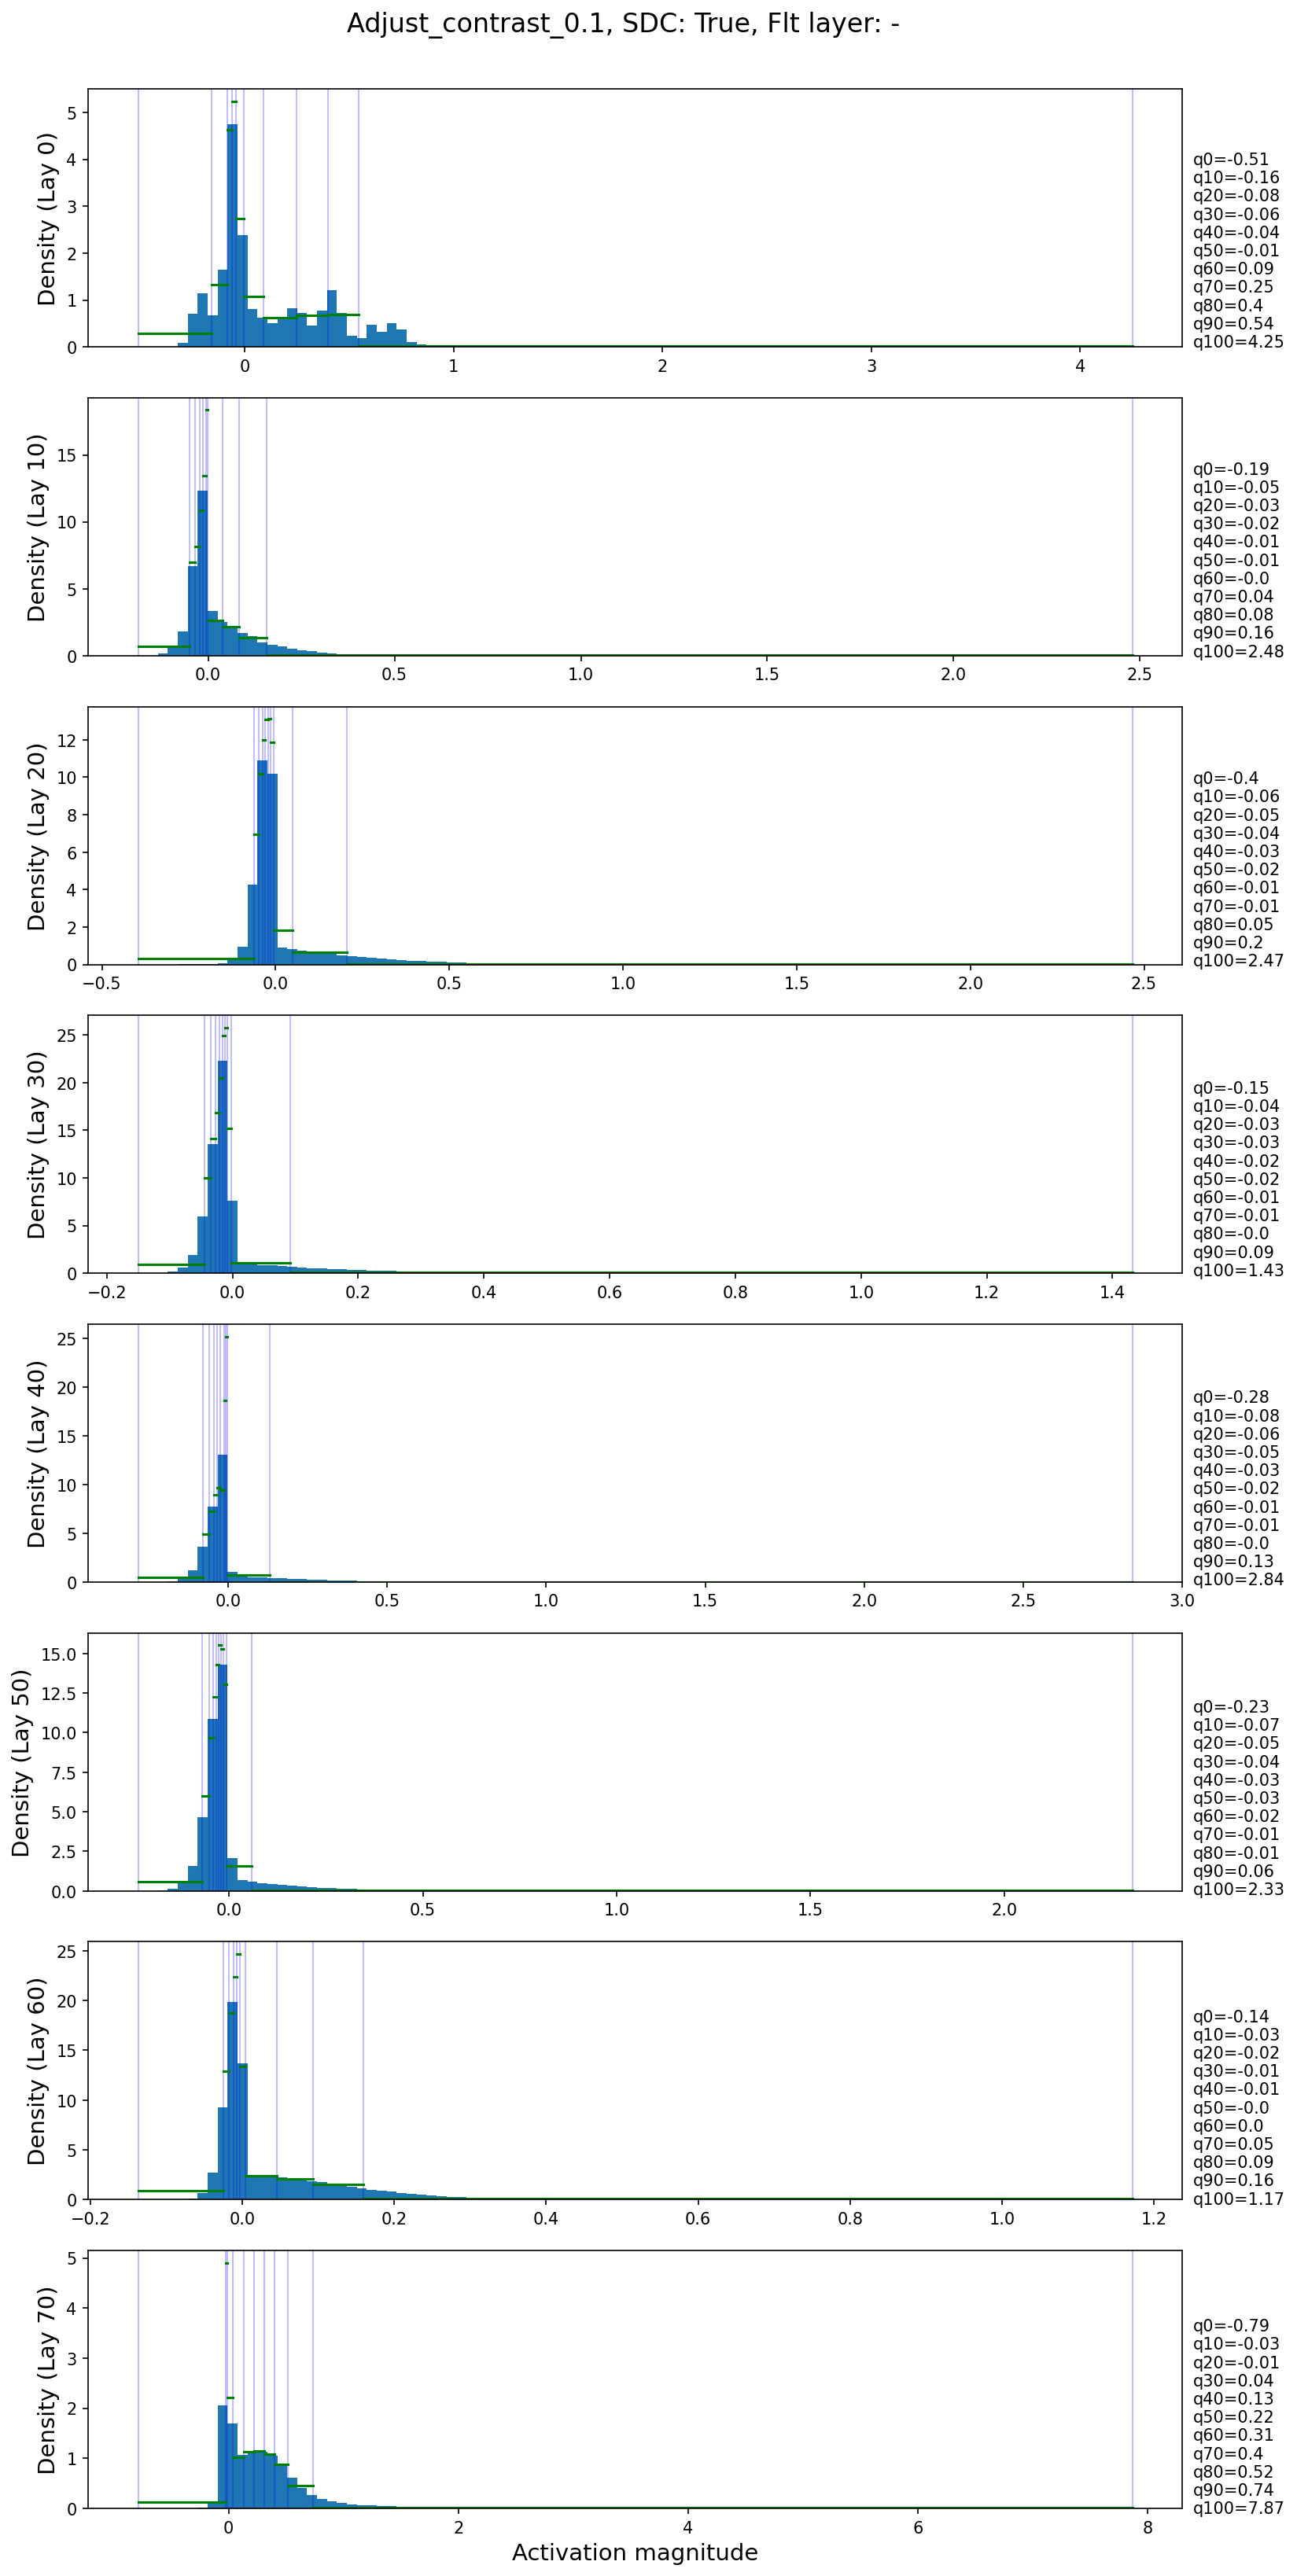 Adjust_contrast_0.1, SDC: True, Flt layer: -
Density (Lay 0)
5
4
3
2
1
0
0 1 2 3 4
q0=-0.51
q10=-0.16
q20=-0.08
q30=-0.06
q40=-0.04
q50=-0.01
q60=0.09
q70=0.25
q80=0.4
q90=0.54
q100=4.25
Density (Lay 10)
15
10
5
0
0.0 0.5 1.0 1.5 2.0 2.5
q0=-0.19
q10=-0.05
q20=-0.03
q30=-0.02
q40=-0.01
q50=-0.01
q60=-0.0
q70=0.04
q80=0.08
q90=0.16
q100=2.48
Density (Lay 20)
12
10
8
6
4
2
0
−0.5 0.0 0.5 1.0 1.5 2.0 2.5
q0=-0.4
q10=-0.06
q20=-0.05
q30=-0.04
q40=-0.03
q50=-0.02
q60=-0.01
q70=-0.01
q80=0.05
q90=0.2
q100=2.47
Density (Lay 30)
25
20
15
10
5
0
−0.2 0.0 0.2 0.4 0.6 0.8 1.0 1.2 1.4
q0=-0.15
q10=-0.04
q20=-0.03
q30=-0.03
q40=-0.02
q50=-0.02
q60=-0.01
q70=-0.01
q80=-0.0
q90=0.09
q100=1.43
Density (Lay 40)
25
20
15
10
5
0
0.0 0.5 1.0 1.5 2.0 2.5 3.0
q0=-0.28
q10=-0.08
q20=-0.06
q30=-0.05
q40=-0.03
q50=-0.02
q60=-0.01
q70=-0.01
q80=-0.0
q90=0.13
q100=2.84
Density (Lay 50)
15.0
12.5
10.0
7.5
5.0
2.5
0.0
0.0 0.5 1.0 1.5 2.0
q0=-0.23
q10=-0.07
q20=-0.05
q30=-0.04
q40=-0.03
q50=-0.03
q60=-0.02
q70=-0.01
q80=-0.01
q90=0.06
q100=2.33
Density (Lay 60)
25
20
15
10
5
0
−0.2 0.0 0.2 0.4 0.6 0.8 1.0 1.2
q0=-0.14
q10=-0.03
q20=-0.02
q30=-0.01
q40=-0.01
q50=-0.0
q60=0.0
q70=0.05
q80=0.09
q90=0.16
q100=1.17
Density (Lay 70)
5
4
3
2
1
0
0 2 4 6 8
q0=-0.79
q10=-0.03
q20=-0.01
q30=0.04
q40=0.13
q50=0.22
q60=0.31
q70=0.4
q80=0.52
q90=0.74
q100=7.87
Activation magnitude